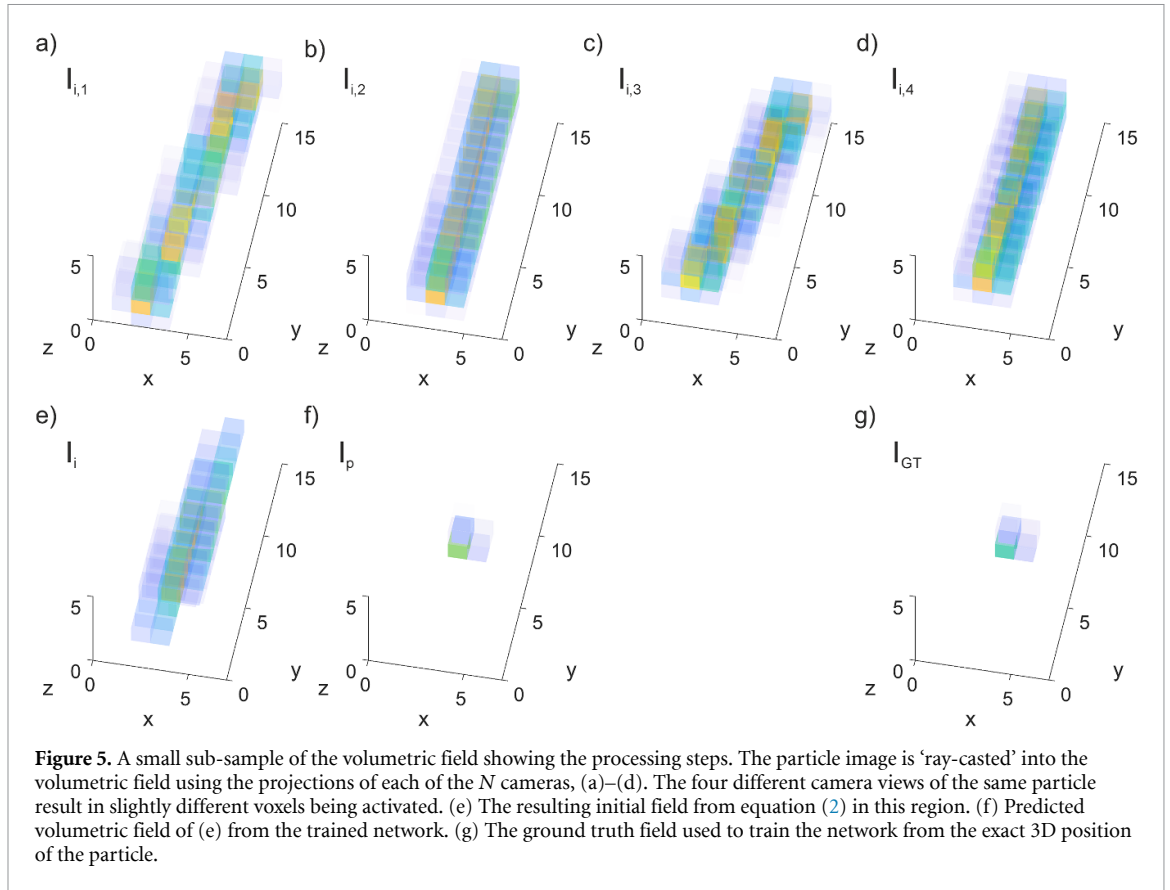 a) b) c) d)
I_{i,1} I_{i,2} I_{i,3} I_{i,4}
15 15 15 15
10 10 10 10
5 5 5 5 5 5 5 5
0 0 0 0
z 0 5 0 y z 0 5 0 y z 0 5 0 y z 0 5 0 y
x x x x
e) f) g)
I_i I_p I_GT
15 15 15
10 10 10
5 5 5 5 5 5
0 0 0
z 0 5 0 y z 0 5 0 y z 0 5 0 y
x x x
Figure 5. A small sub-sample of the volumetric field showing the processing steps. The particle image is ‘ray-casted’ into the
volumetric field using the projections of each of the N cameras, (a)–(d). The four different camera views of the same particle
result in slightly different voxels being activated. (e) The resulting initial field from equation (2) in this region. (f) Predicted
volumetric field of (e) from the trained network. (g) The ground truth field used to train the network from the exact 3D position
of the particle.